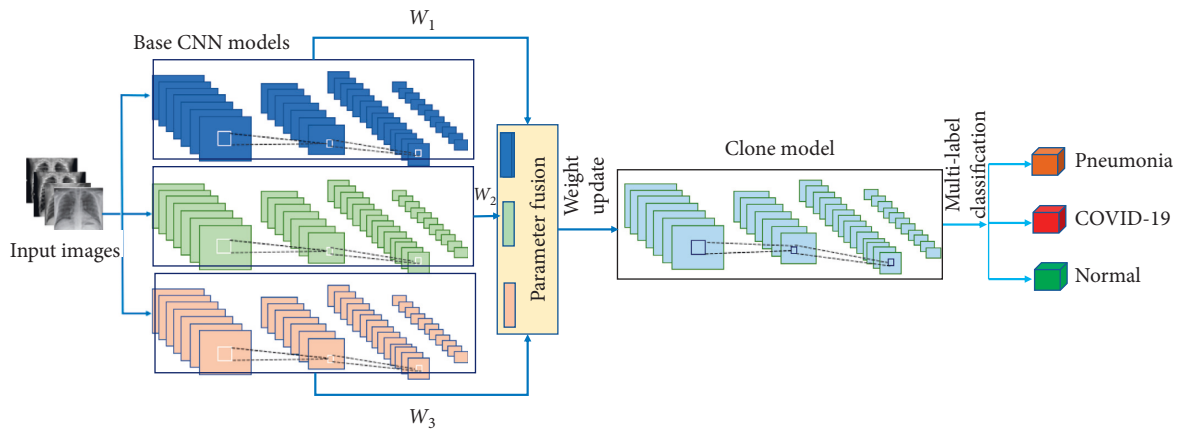 W1
Base CNN models
Input images
W2
W3
Parameter fusion
Weight
update
Clone model
Multi-label
classification
Pneumonia
COVID-19
Normal